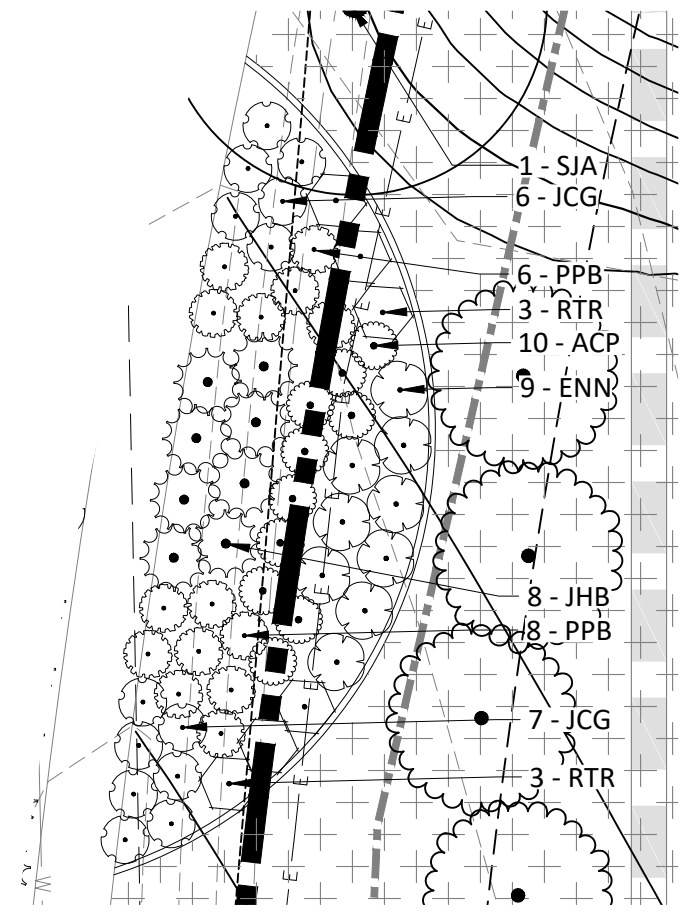 E
E
1 - SJA
6 - JCG
E
6 - PPB
E
3 - RTR
10 - ACP
9 - ENN
E
8 - JHB
8 - PPB
E
7 - JCG
3 - RTR
E
W